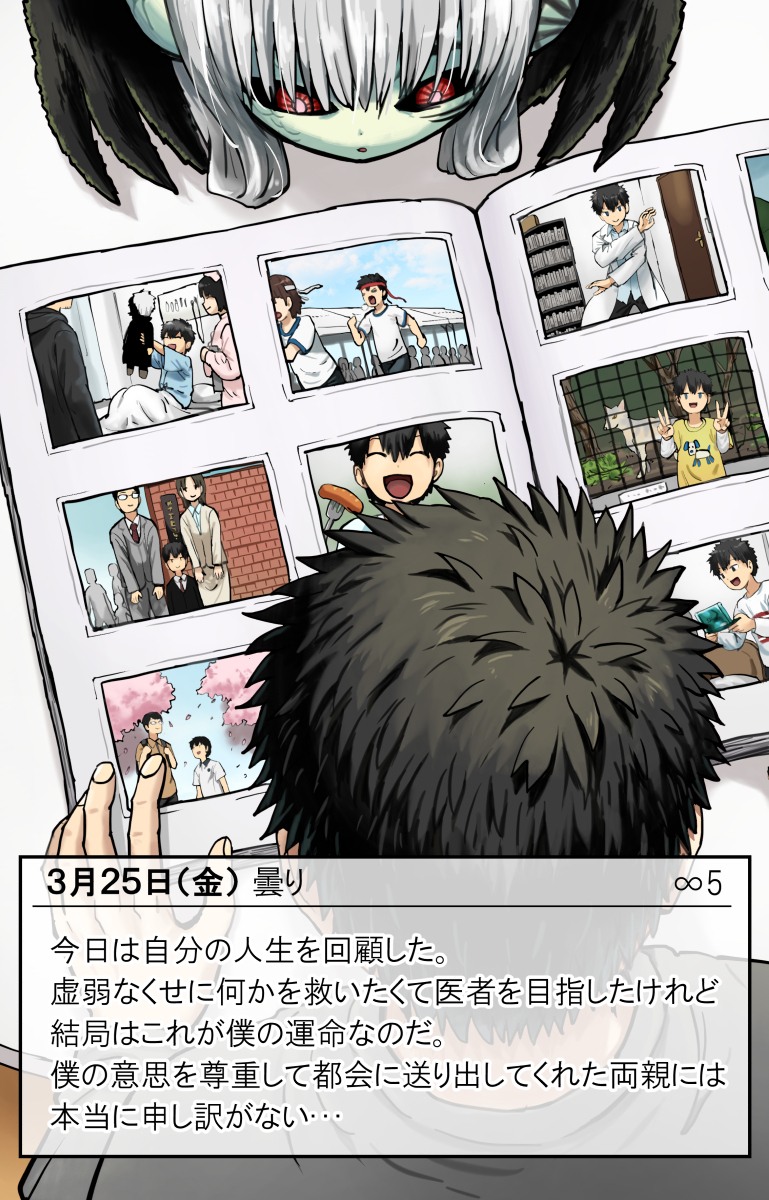 3月25日(金) 曇り ∞5
今日は自分の人生を回顧した。
虚弱なくせに何かを救いたくて医者を目指したけれど
結局はこれが僕の運命なのだ。
僕の意思を尊重して都会に送り出してくれた両親には
本当に申し訳がない…